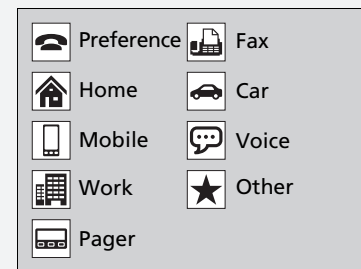 Preference Fax
Home Car
Mobile Voice
Work Other
Pager